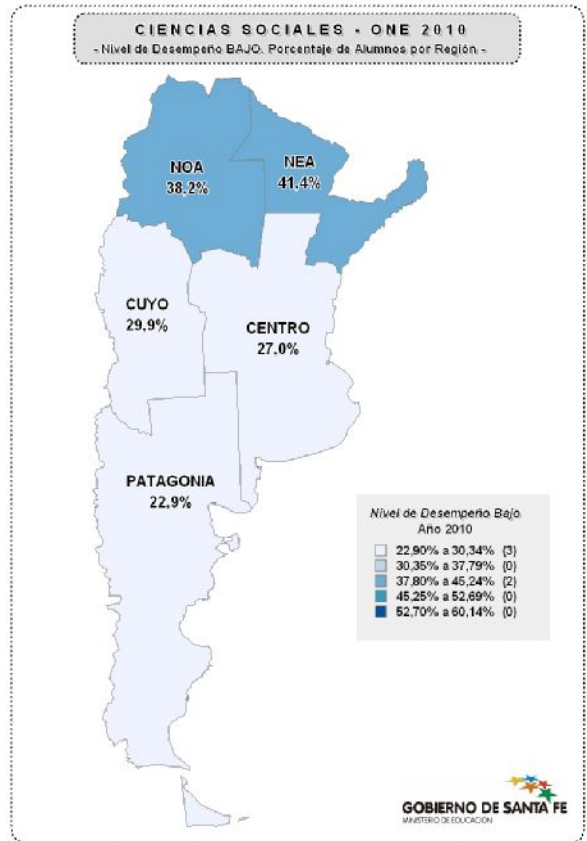 CIENCIAS SOCIALES - ONE 2010
- Nivel de Desempeño BAJO. Porcentaje de Alumnos por Región -
NOA
38,2%
NEA
41,4%
CUYO
29,9%
CENTRO
27,0%
PATAGONIA
22,9%
Nivel de Desempeño Bajo
Año 2010
22,90% a 30,34% (3)
30,35% a 37,79% (0)
37,80% a 45,24% (2)
45,25% a 52,69% (0)
52,70% a 60,14% (0)
GOBIERNO DE SANTA FE
MINISTERIO DE EDUCACION